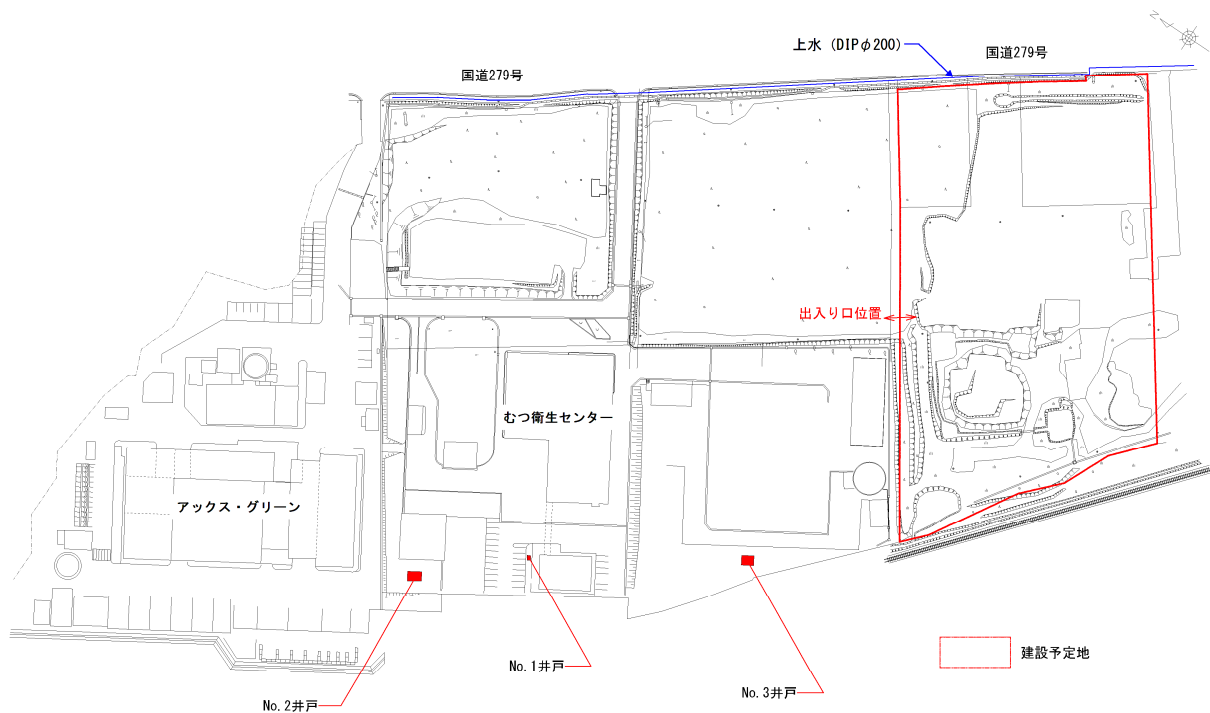 N
上水 (DIPφ200)
国道279号
国道279号
出入り口位置
むつ衛生センター
アックス・グリーン
No.1井戸
No.3井戸
No.2井戸
建設予定地